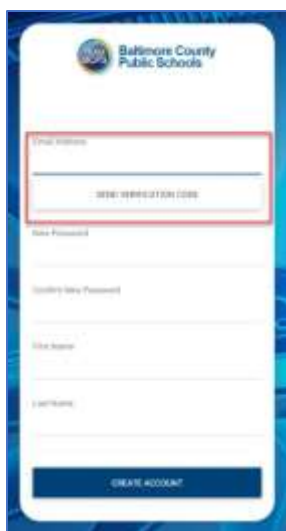 Baltimore County
Public Schools
Email Address
SEND VERIFICATION CODE
New Password
Confirm New Password
First Name
Last Name
CREATE ACCOUNT